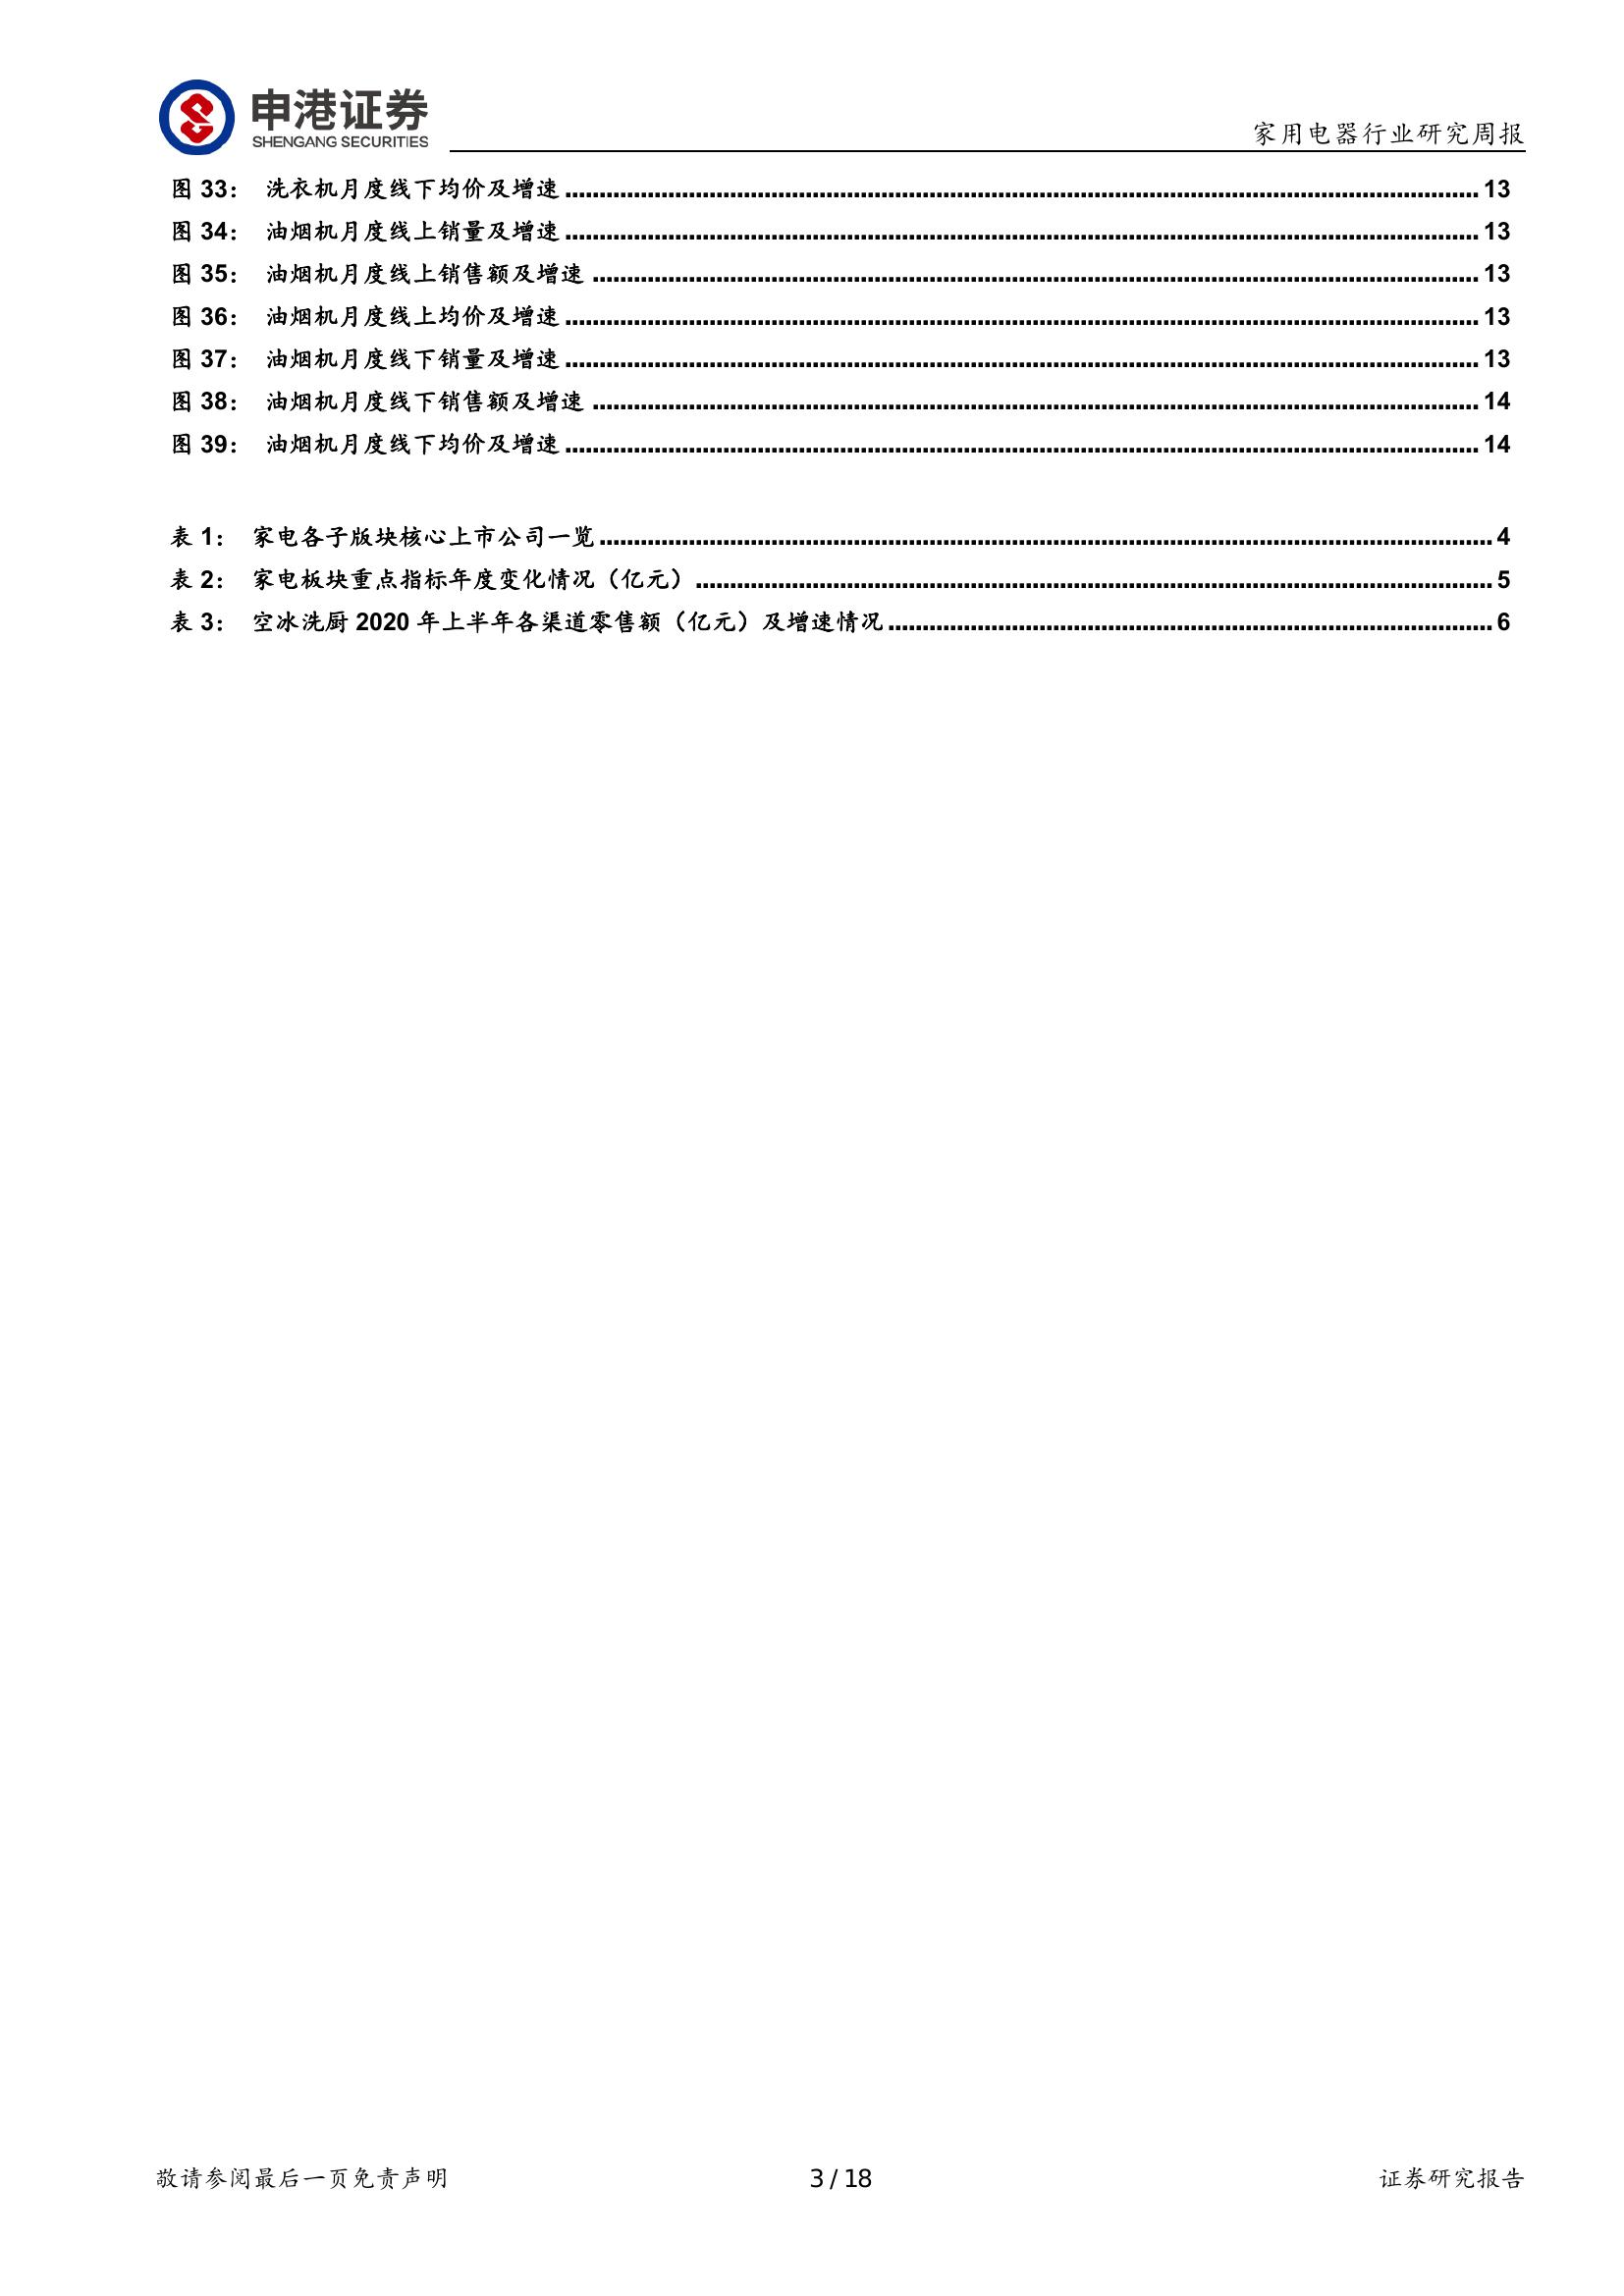 申港证券
SHENGANG SECURITIES
家用电器行业研究周报
图 33： 洗衣机月度线下均价及增速 13
图 34： 油烟机月度线上销量及增速 13
图 35： 油烟机月度线上销售额及增速 13
图 36： 油烟机月度线上均价及增速 13
图 37： 油烟机月度线下销量及增速 13
图 38： 油烟机月度线下销售额及增速 14
图 39： 油烟机月度线下均价及增速 14
表 1： 家电各子版块核心上市公司一览 4
表 2： 家电板块重点指标年度变化情况（亿元） 5
表 3： 空冰洗厨 2020 年上半年各渠道零售额（亿元）及增速情况 6
敬请参阅最后一页免责声明 3 / 18 证券研究报告